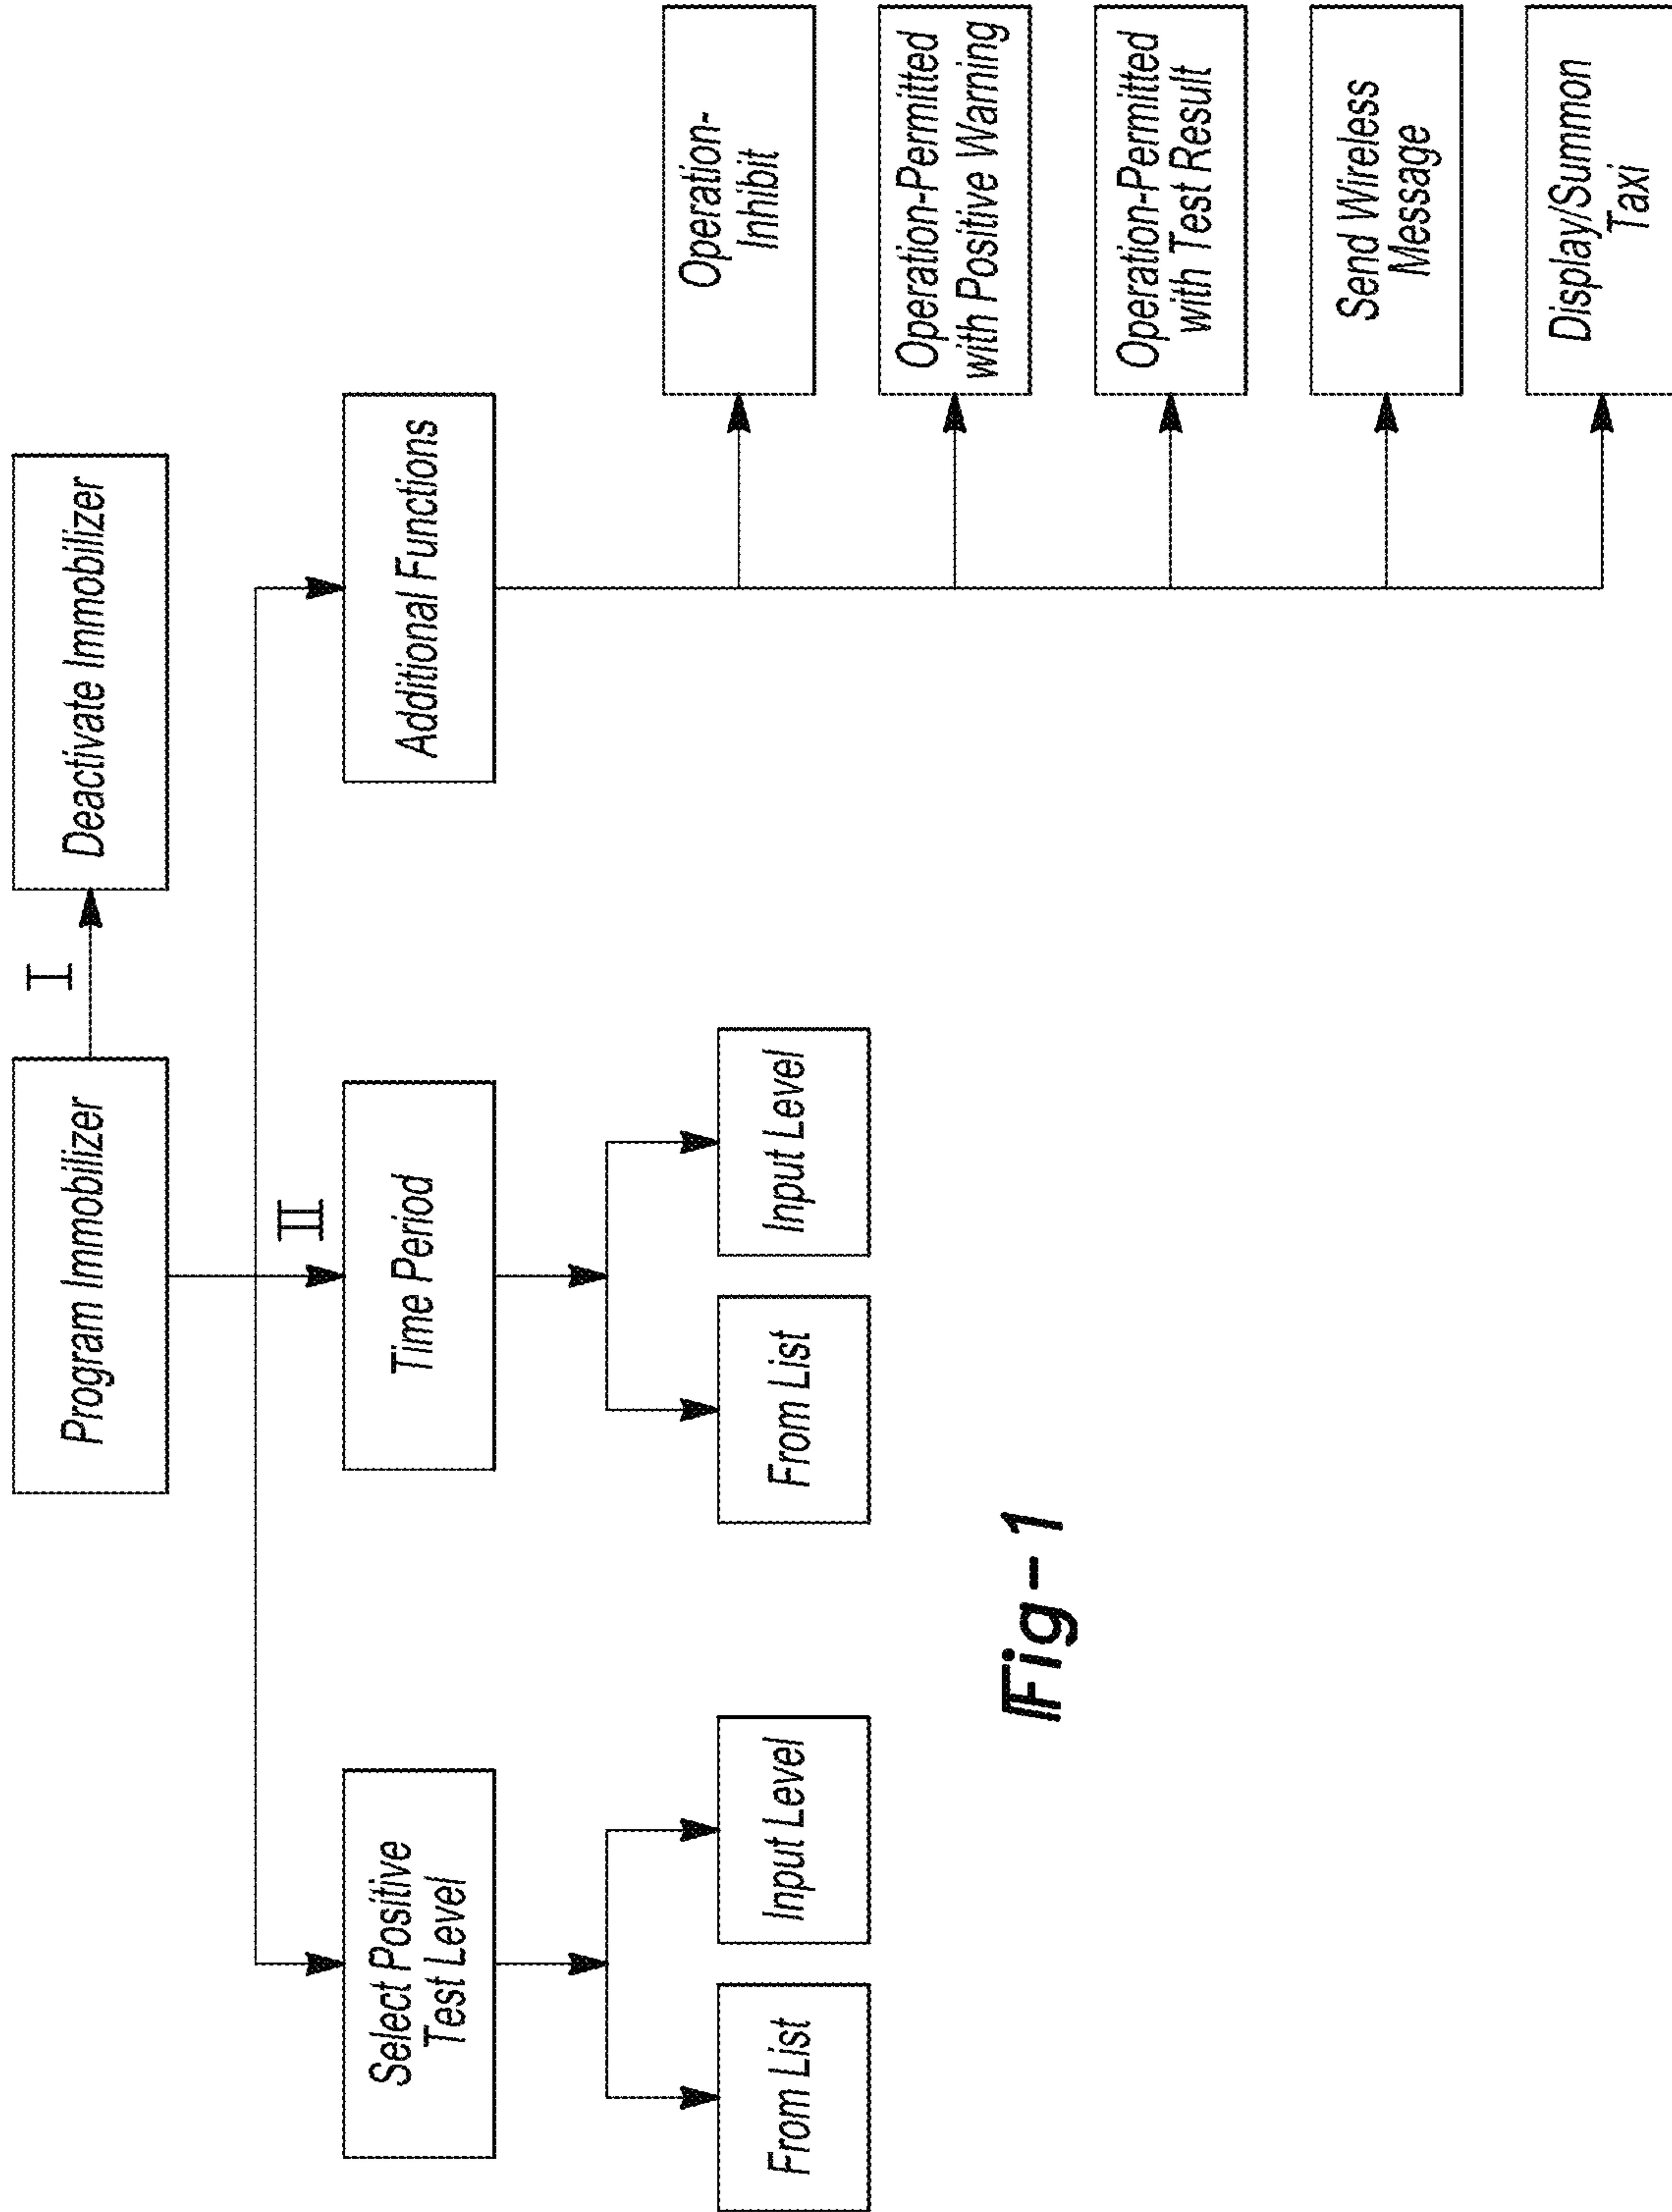 Program Immobilizer
I
Deactivate Immobilizer
II
Select Positive
Test Level
Time Period
Additional Functions
From List
Input Level
From List
Input Level
Operation-
Inhibit
Operation-Permitted
with Positive Warning
Operation-Permitted
with Test Result
Send Wireless
Message
Display/Summon
Taxi
Fig-1